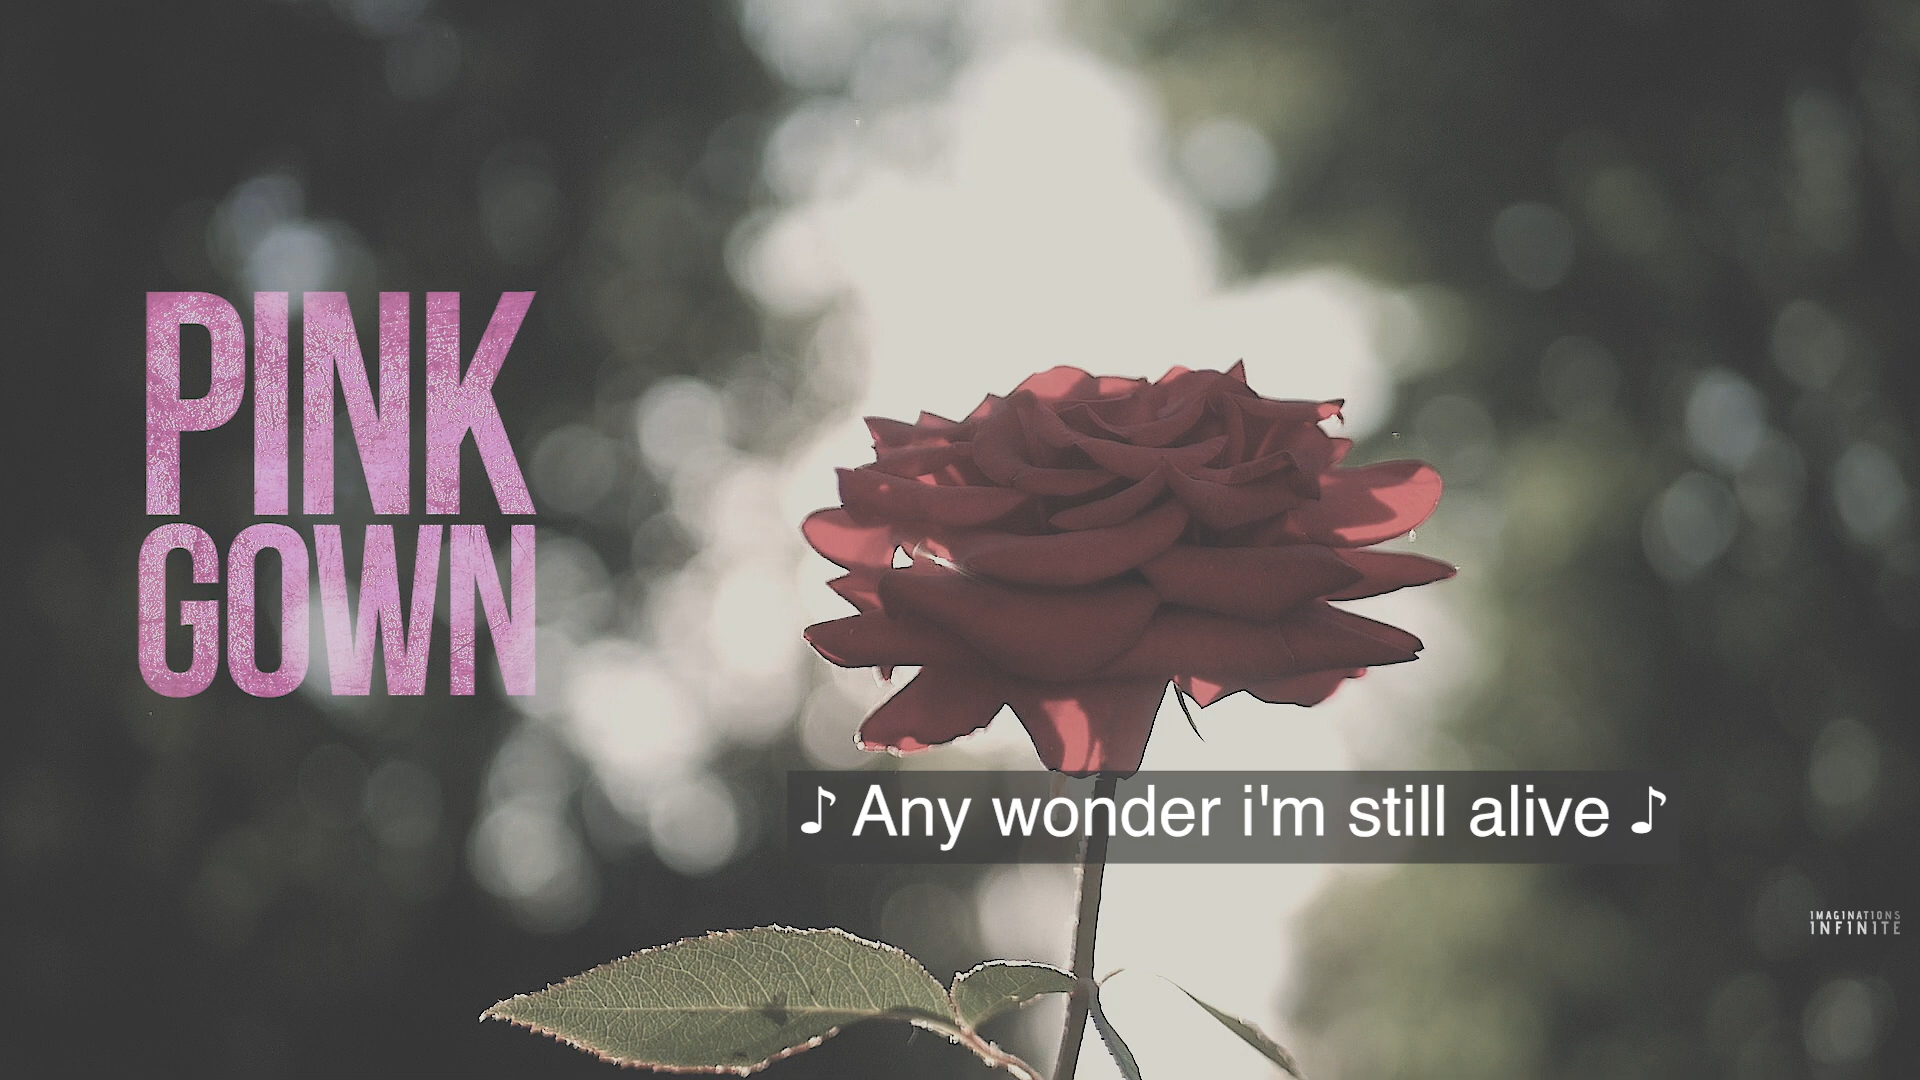 PINK
GOWN
♪ Any wonder i'm still alive ♪
IMAGINATIONS
INFINITE